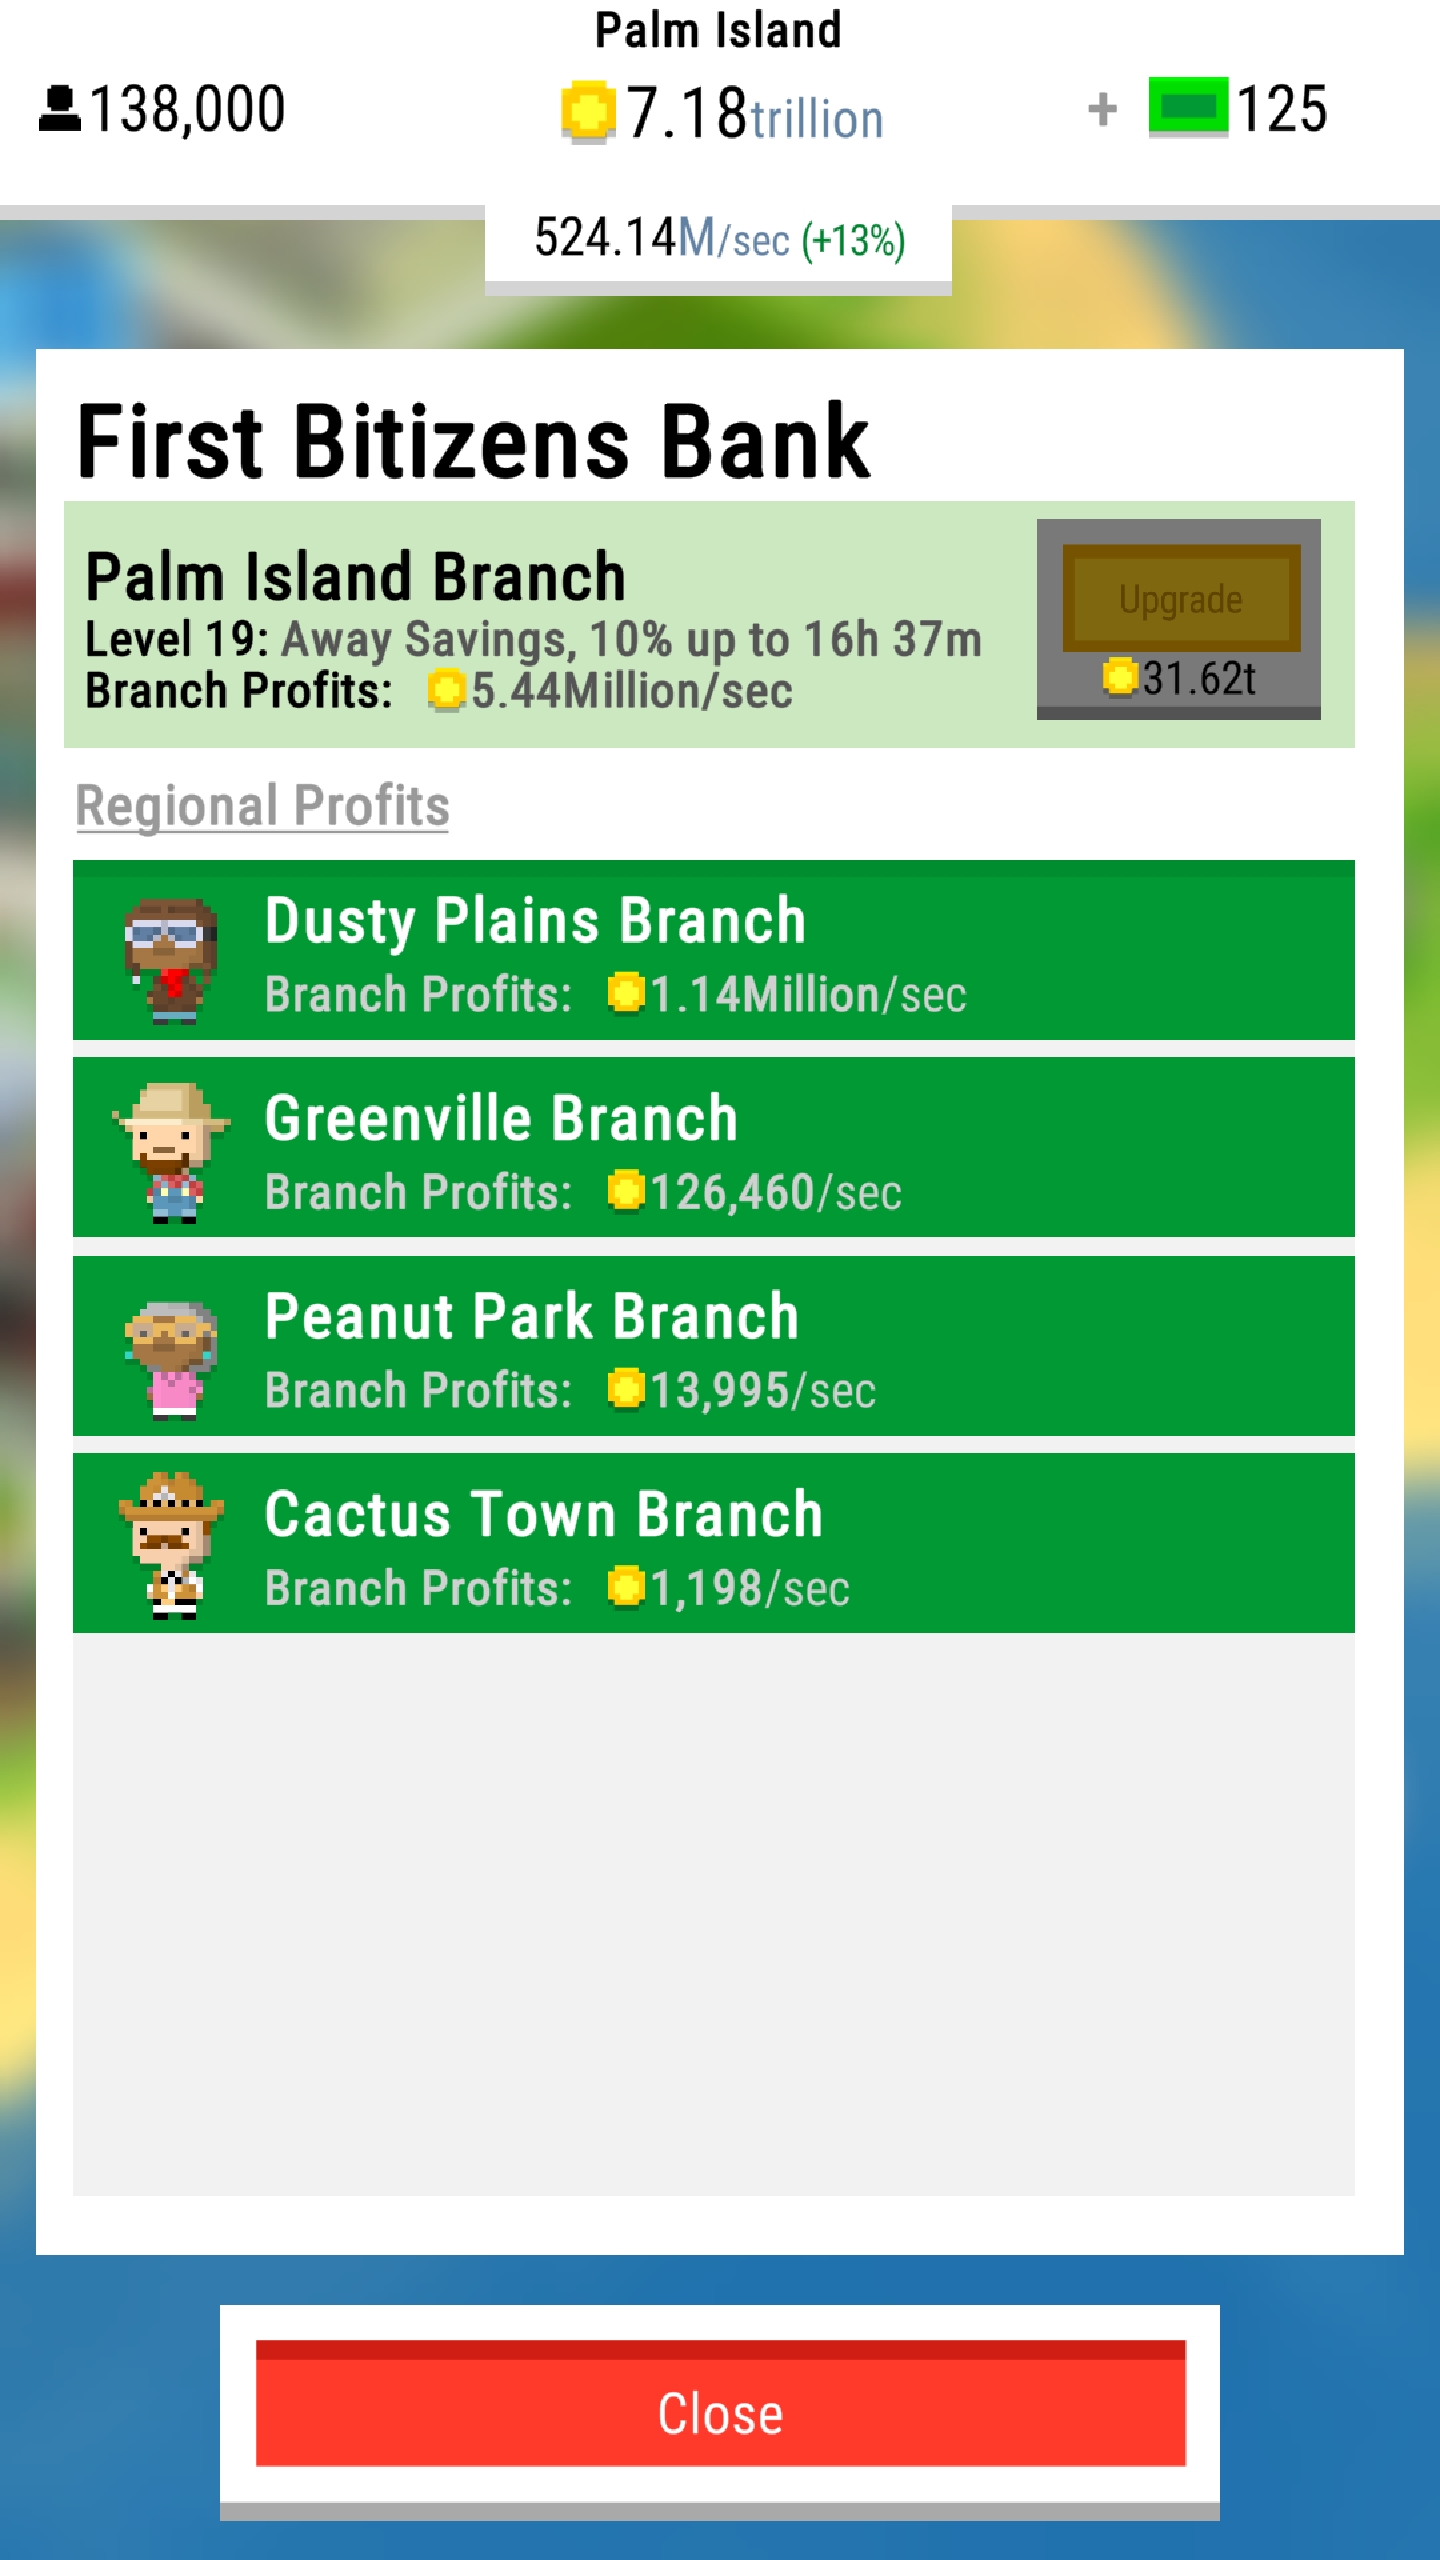 Palm Island
138,000
7.18trillion
+ 125
524.14M/sec (+13%)
First Bitizens Bank
Palm Island Branch
Level 19: Away Savings, 10% up to 16h 37m
Branch Profits: 5.44Million/sec
Upgrade
31.62t
Regional Profits
Dusty Plains Branch
Branch Profits: 1.14Million/sec
Greenville Branch
Branch Profits: 126,460/sec
Peanut Park Branch
Branch Profits: 13,995/sec
Cactus Town Branch
Branch Profits: 1,198/sec
Close